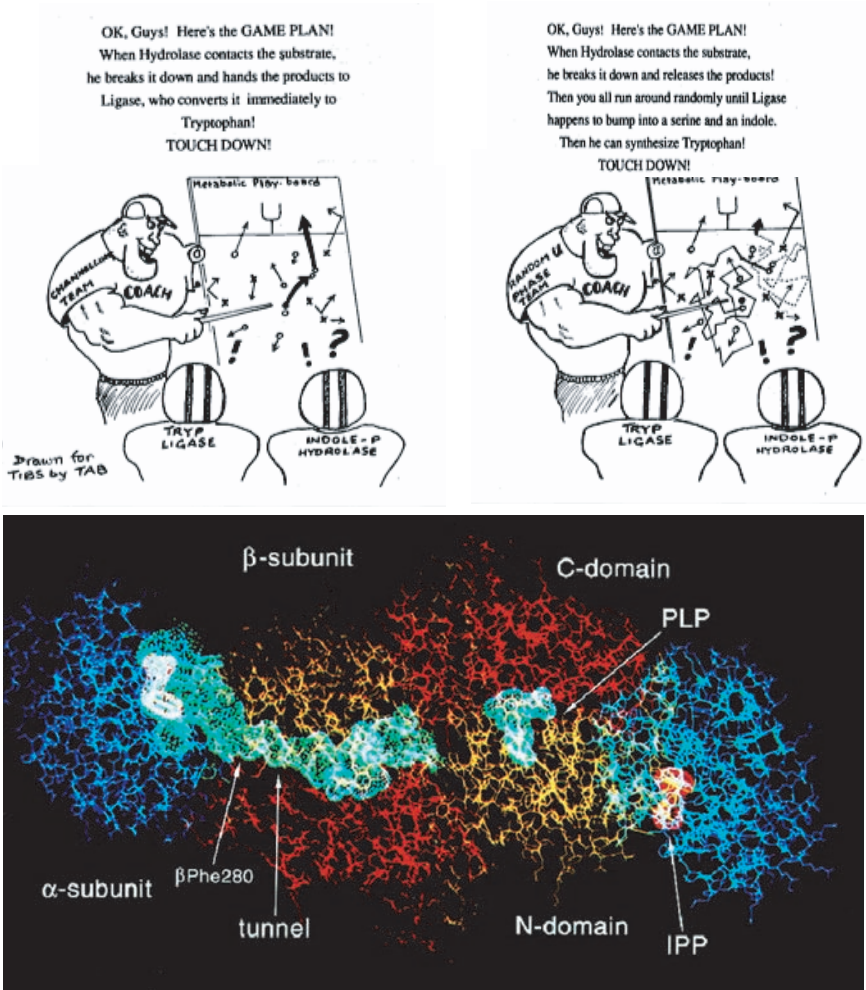 OK, Guys! Here's the GAME PLAN!
When Hydrolase contacts the substrate,
he breaks it down and hands the products to
Ligase, who converts it immediately to
Tryptophan!
TOUCH DOWN!
Metabolic Play-board
CHANNELLING
TEAM
COACH
! ! ?
TRYP
LIGASE
INDOLE-P
HYDROLASE
Drawn for
TIBS by TAB
OK, Guys! Here's the GAME PLAN!
When Hydrolase contacts the substrate,
he breaks it down and releases the products!
Then you all run around randomly until Ligase
happens to bump into a serine and an indole.
Then he can synthesize Tryptophan!
TOUCH DOWN!
Metabolic Play-board
RANDOM U
PHASE
TEAM
COACH
! ! ?
TRYP
LIGASE
INDOLE-P
HYDROLASE
β-subunit
C-domain
PLP
α-subunit
βPhe280
tunnel
N-domain
IPP